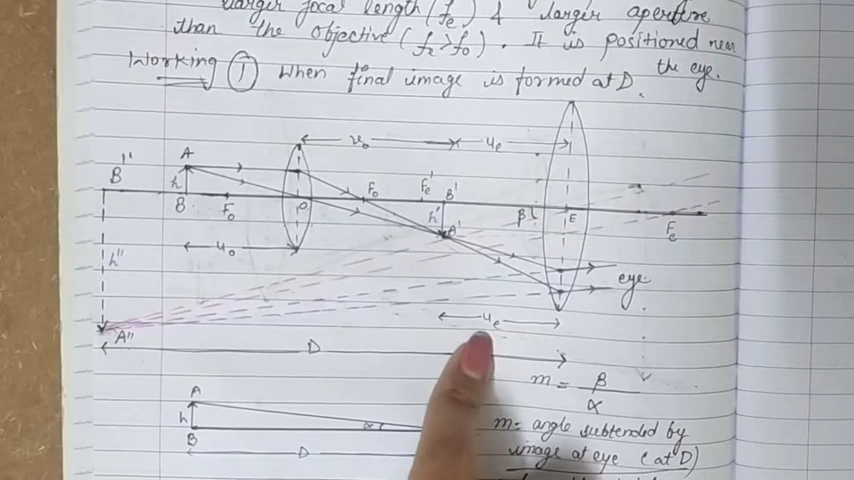 larger focal length (fe) & larger aperture
than the objective (fe > fo). It is positioned near
the eye.
Working ① When final image is formed at D.
vo ue
A
B'' h B Fo O Fo Fe' B' h' A' β E Fe
uo
h''
eye
A''
ue
D
m = β/α
A
h
B
α
D
m = angle subtended by
image at eye (at D)